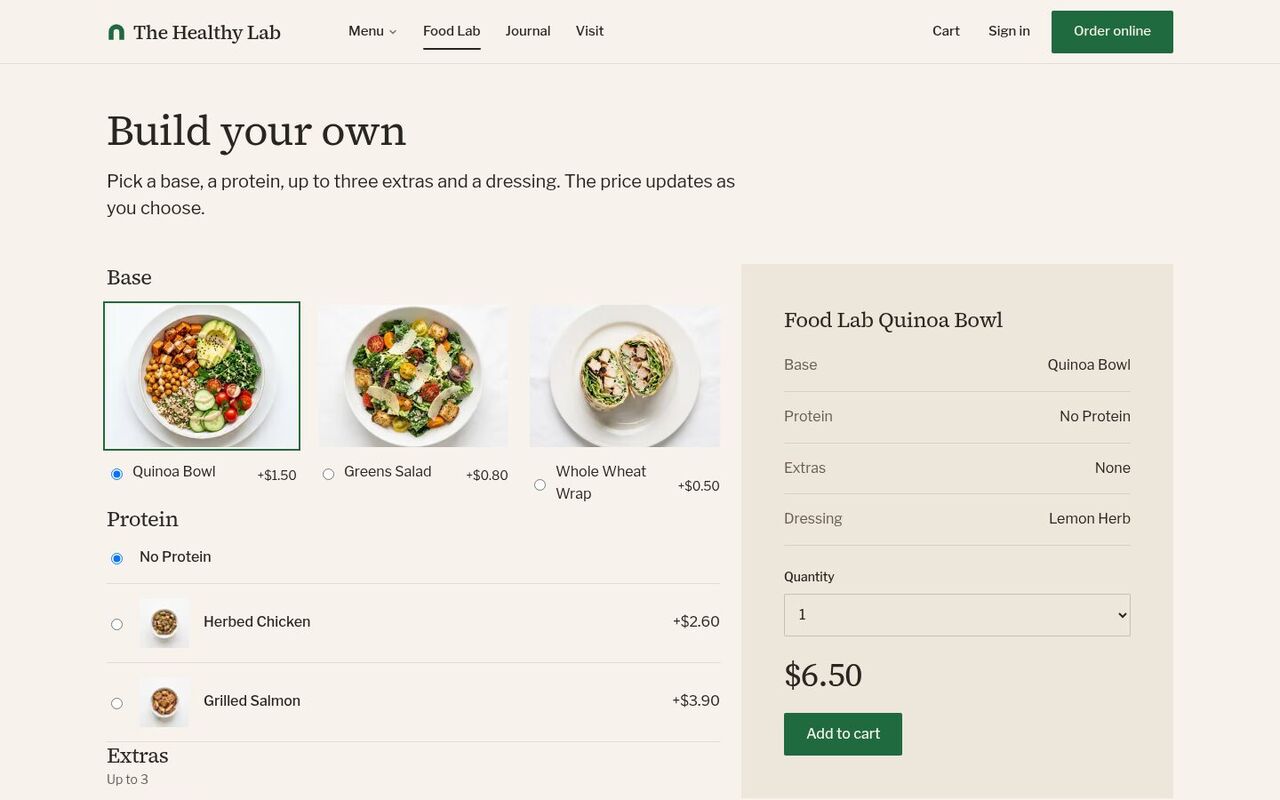 The Healthy Lab
Menu
Food Lab
Journal
Visit
Cart
Sign in
Order online
Build your own
Pick a base, a protein, up to three extras and a dressing. The price updates as
you choose.
Base
Quinoa Bowl
+$1.50
Greens Salad
+$0.80
Whole Wheat
Wrap
+$0.50
Protein
No Protein
Herbed Chicken
+$2.60
Grilled Salmon
+$3.90
Extras
Up to 3
Food Lab Quinoa Bowl
Base
Quinoa Bowl
Protein
No Protein
Extras
None
Dressing
Lemon Herb
Quantity
1
$6.50
Add to cart